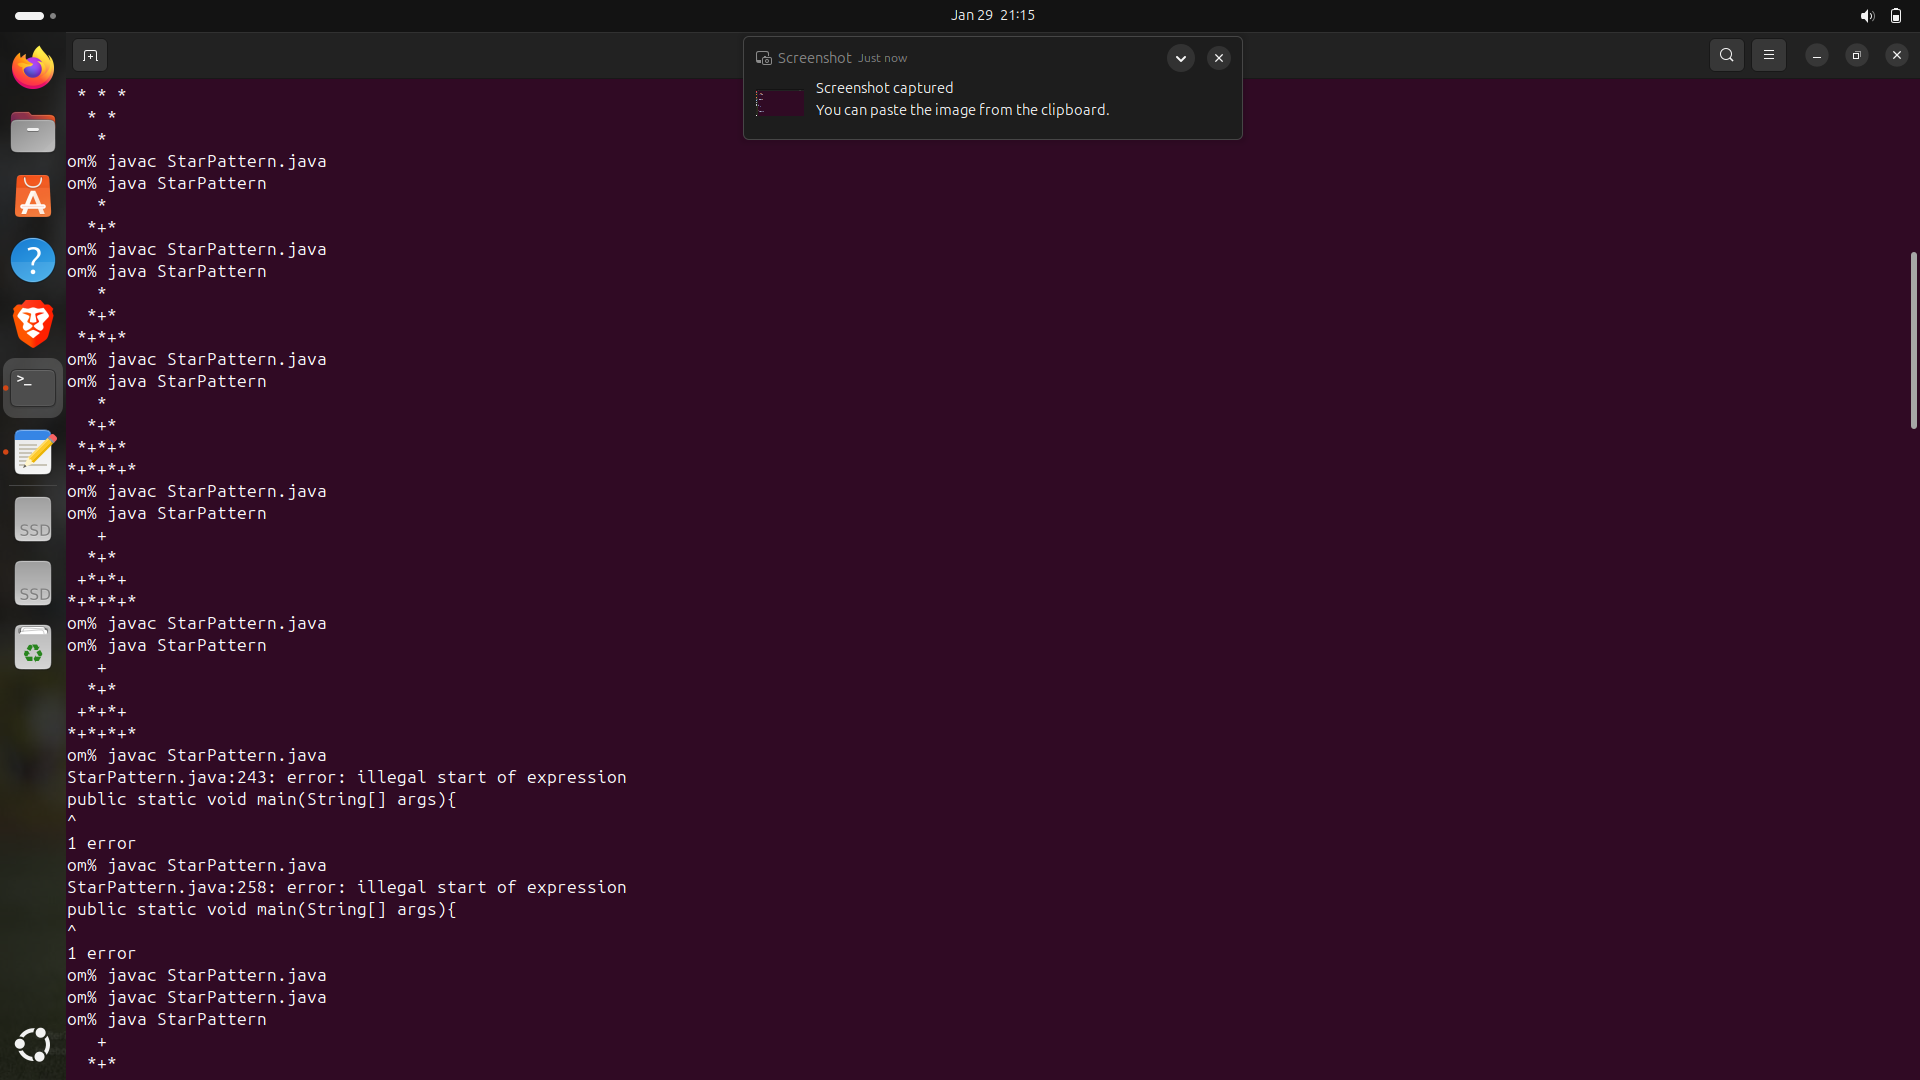 Jan 29 21:15
Screenshot Just now
Screenshot captured
You can paste the image from the clipboard.
* * *
* *
*
om% javac StarPattern.java
om% java StarPattern
*
*+*
om% javac StarPattern.java
om% java StarPattern
*
*+*
*+*+*
om% javac StarPattern.java
om% java StarPattern
*
*+*
*+*+*
*+*+*+*
om% javac StarPattern.java
om% java StarPattern
+
*+*
+*+*+
*+*+*+*
om% javac StarPattern.java
om% java StarPattern
+
*+*
+*+*+
*+*+*+*
om% javac StarPattern.java
StarPattern.java:243: error: illegal start of expression
public static void main(String[] args){
^
1 error
om% javac StarPattern.java
StarPattern.java:258: error: illegal start of expression
public static void main(String[] args){
^
1 error
om% javac StarPattern.java
om% javac StarPattern.java
om% java StarPattern
+
*+*
?
>_
SSD
SSD